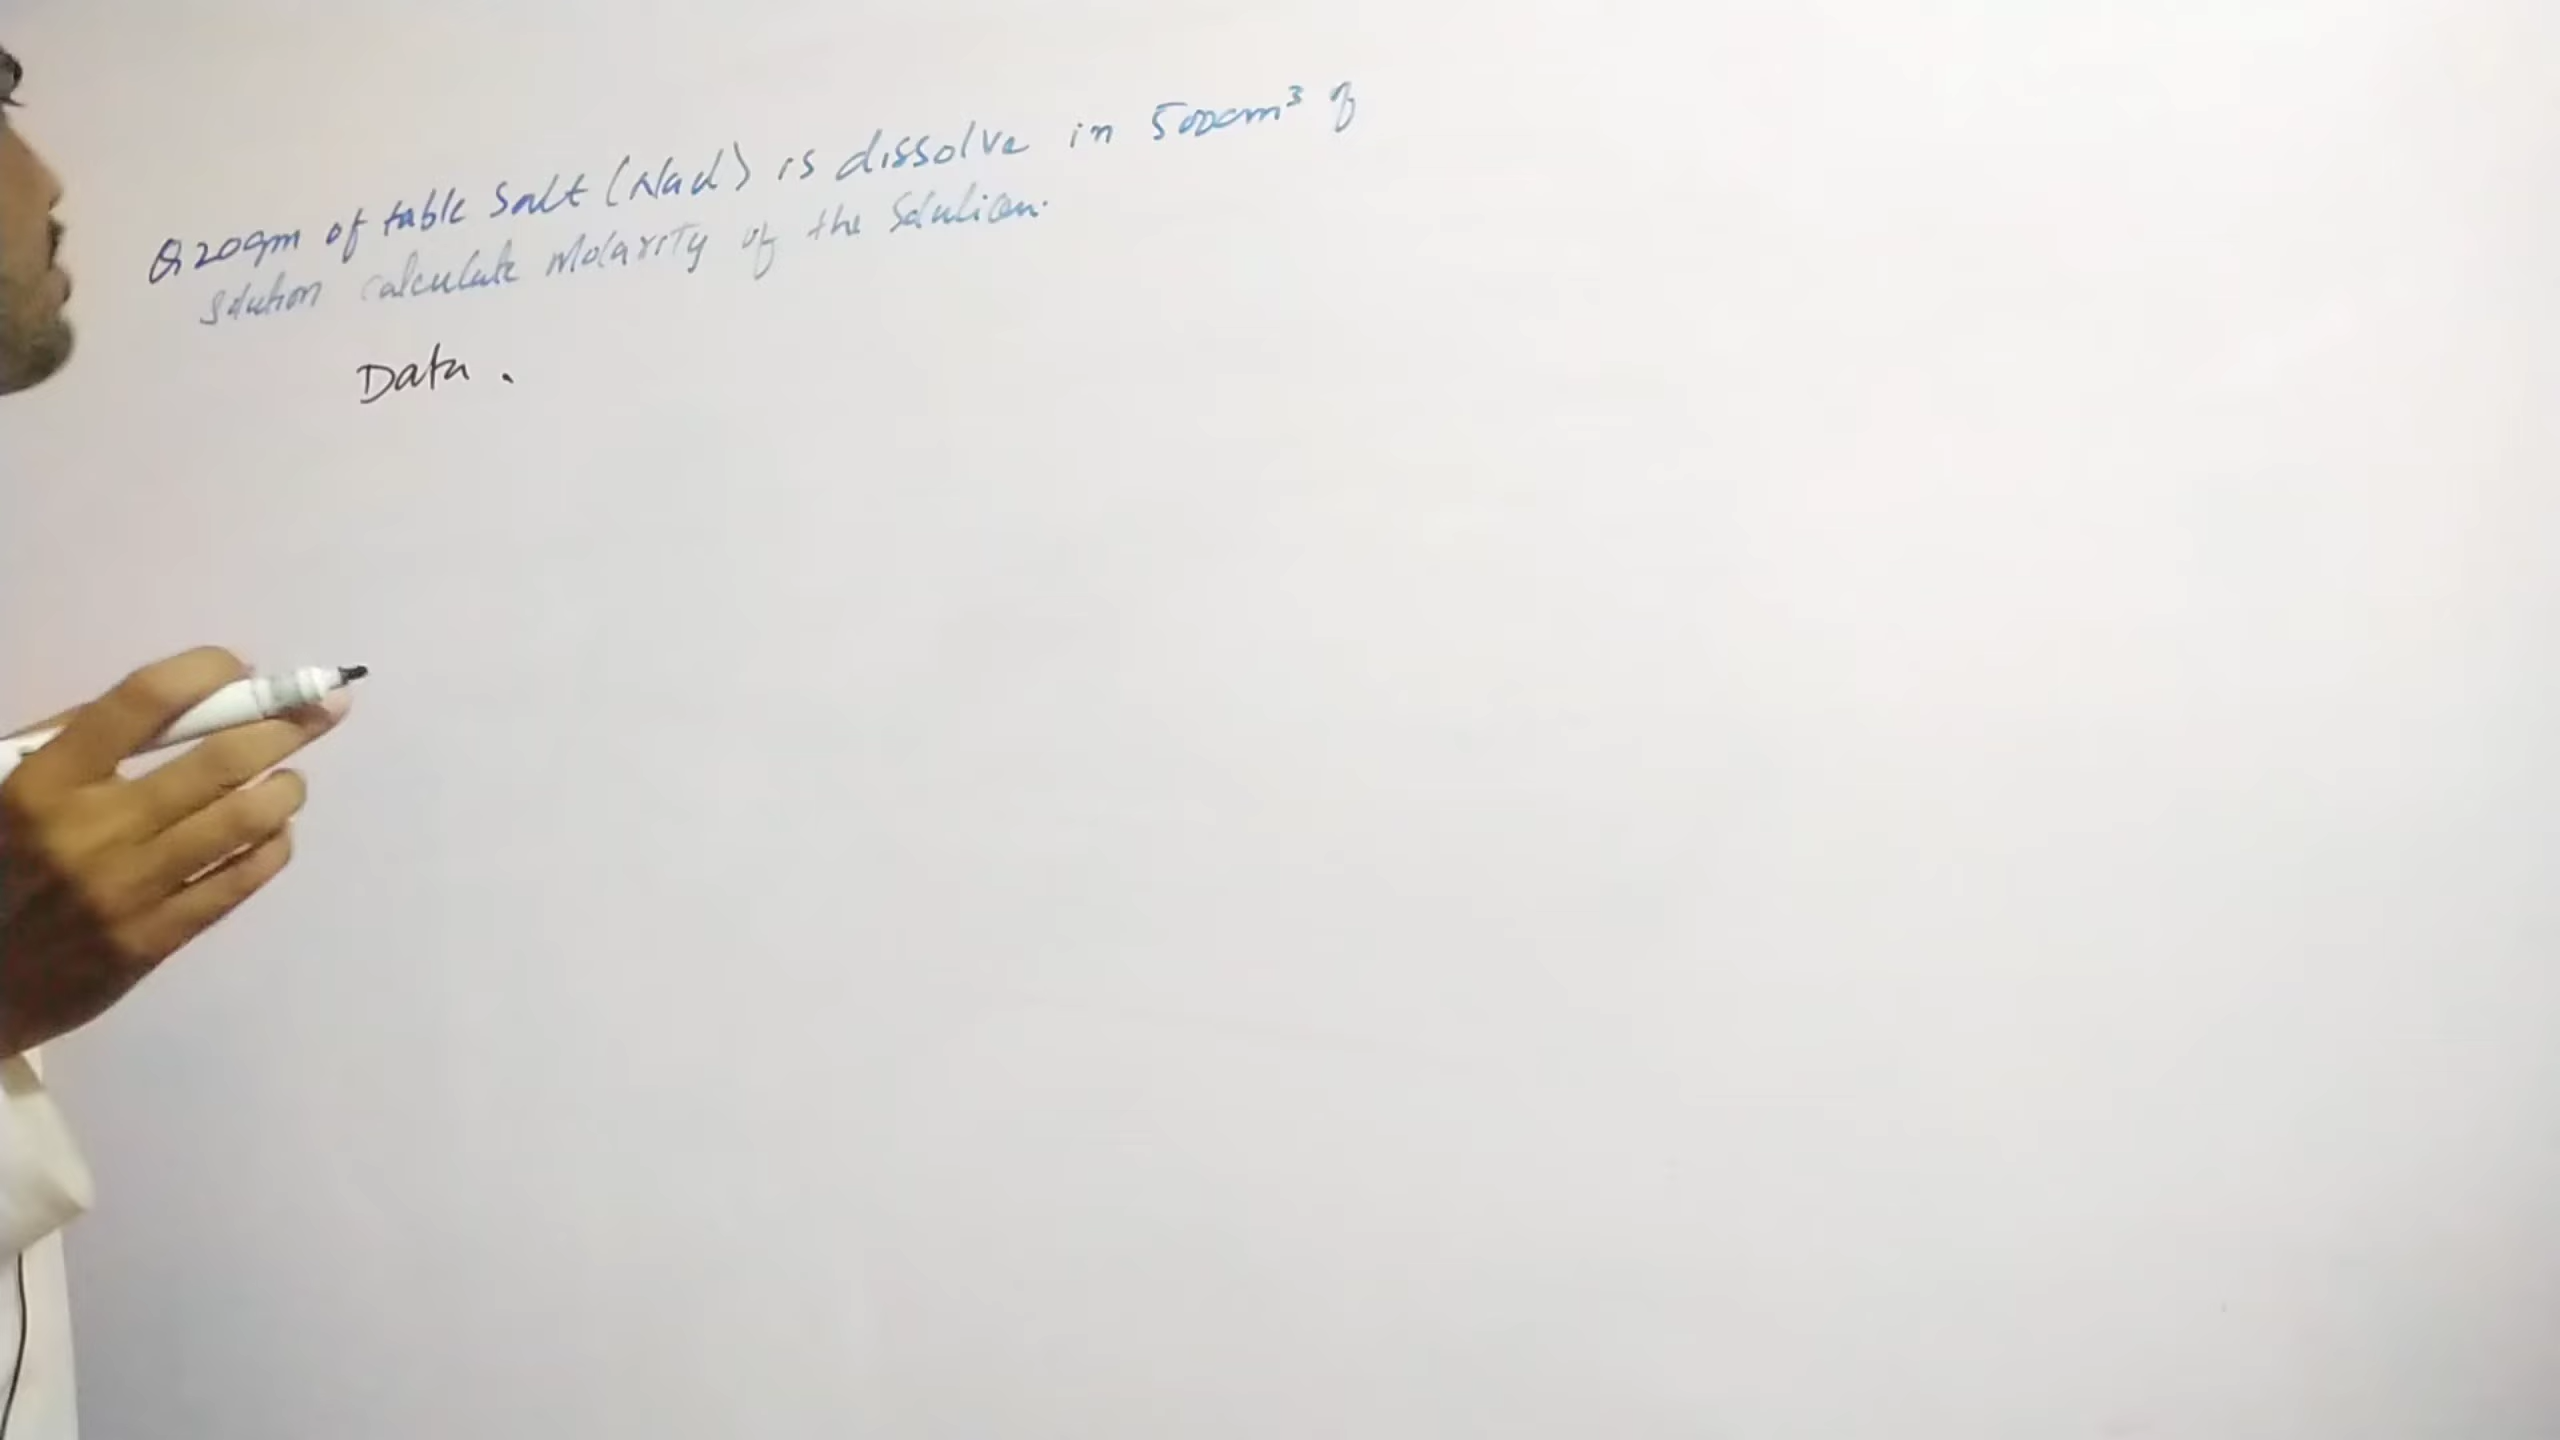 Q 20gm of table Salt (NaCl) is dissolve in 500cm³ of
Solution calculate Molarity of the Solution.
Data.